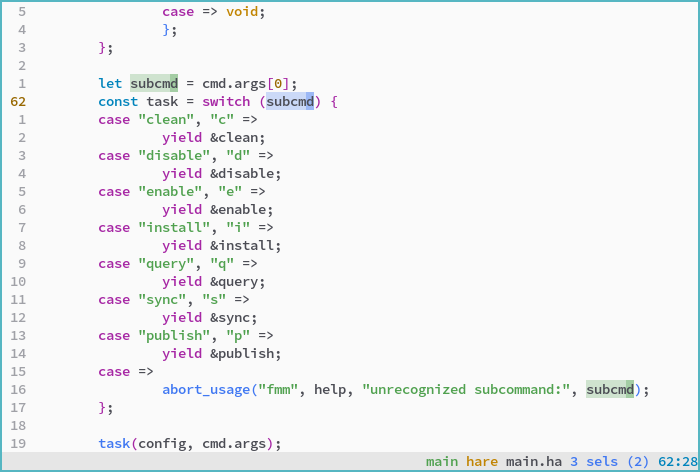 5                 case => void;
4                 };
3         };
2
1         let subcmd = cmd.args[0];
62        const task = switch (subcmd) {
1         case "clean", "c" =>
2                 yield &clean;
3         case "disable", "d" =>
4                 yield &disable;
5         case "enable", "e" =>
6                 yield &enable;
7         case "install", "i" =>
8                 yield &install;
9         case "query", "q" =>
10                yield &query;
11        case "sync", "s" =>
12                yield &sync;
13        case "publish", "p" =>
14                yield &publish;
15        case =>
16                abort_usage("fmm", help, "unrecognized subcommand:", subcmd);
17        };
18
19        task(config, cmd.args);
main hare main.ha 3 sels (2) 62:28